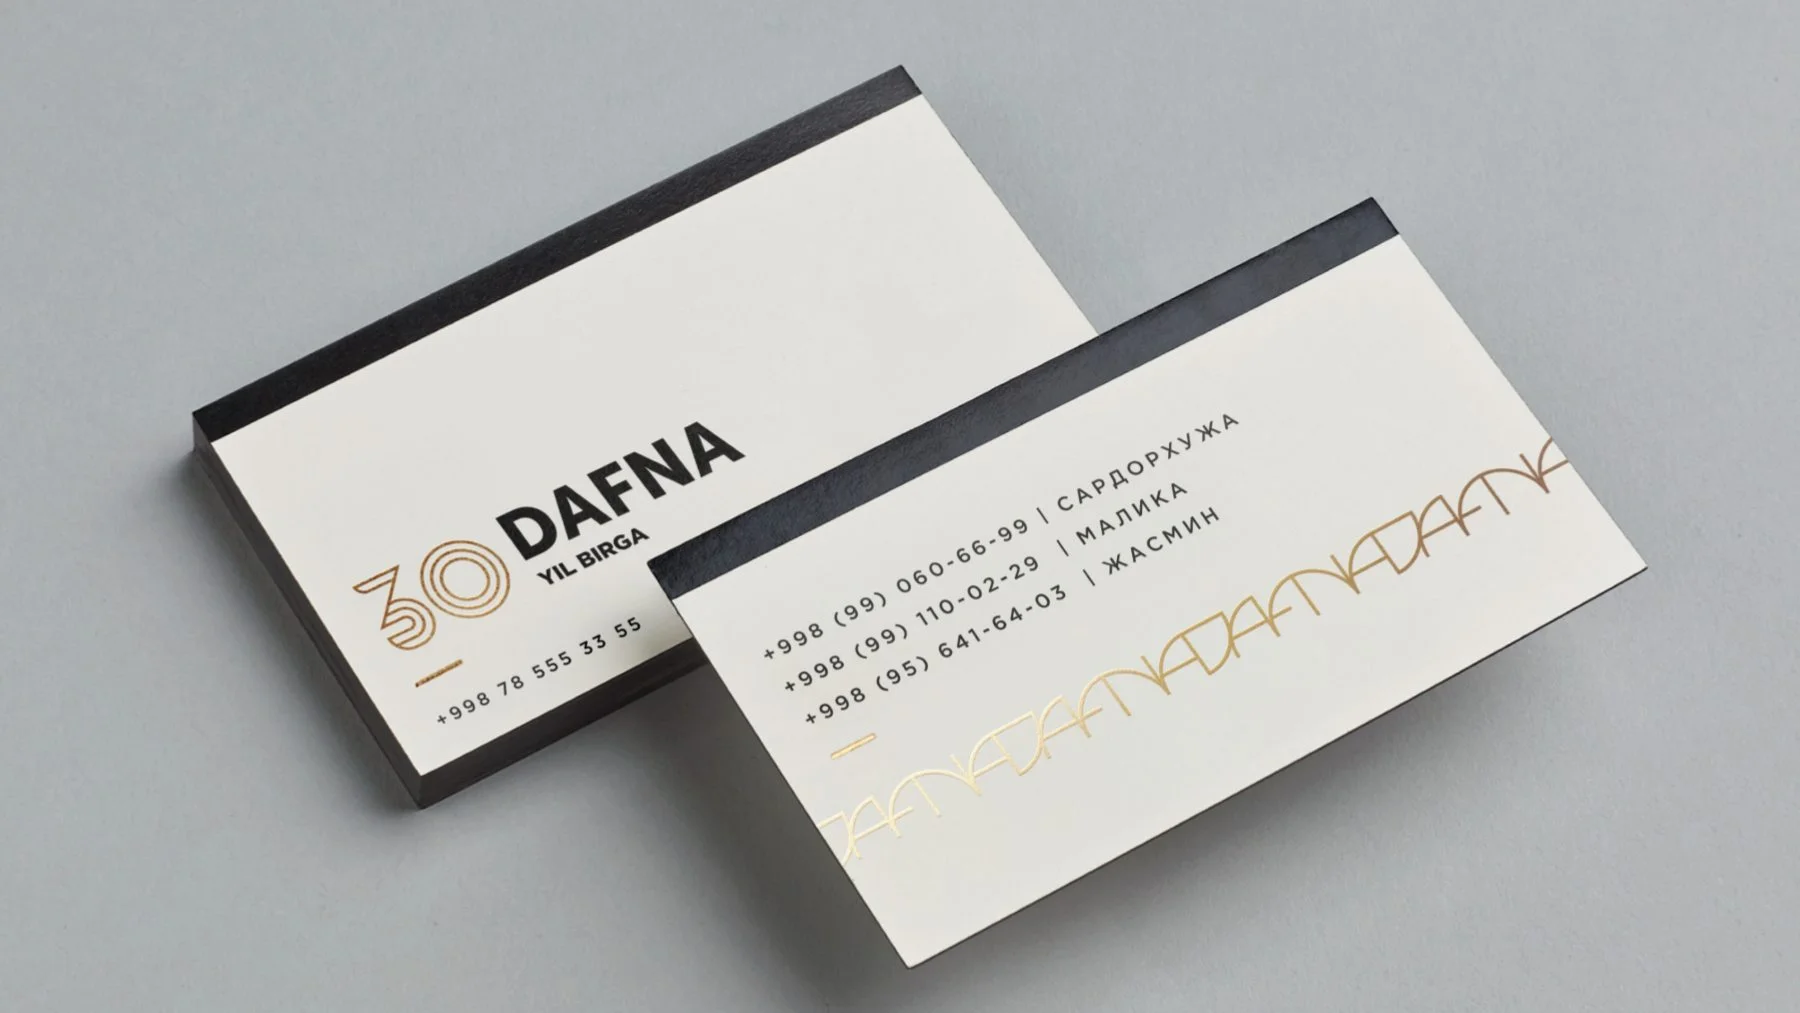 30 DAFNA
YIL BIRGA
+998 78 555 33 55
+998 (99) 060-66-99 | САРДОРХУЖА
+998 (99) 110-02-29 | МАЛИКА
+998 (95) 641-64-03 | ЖАСМИН
DAFNADAFNADAFNADAFNA